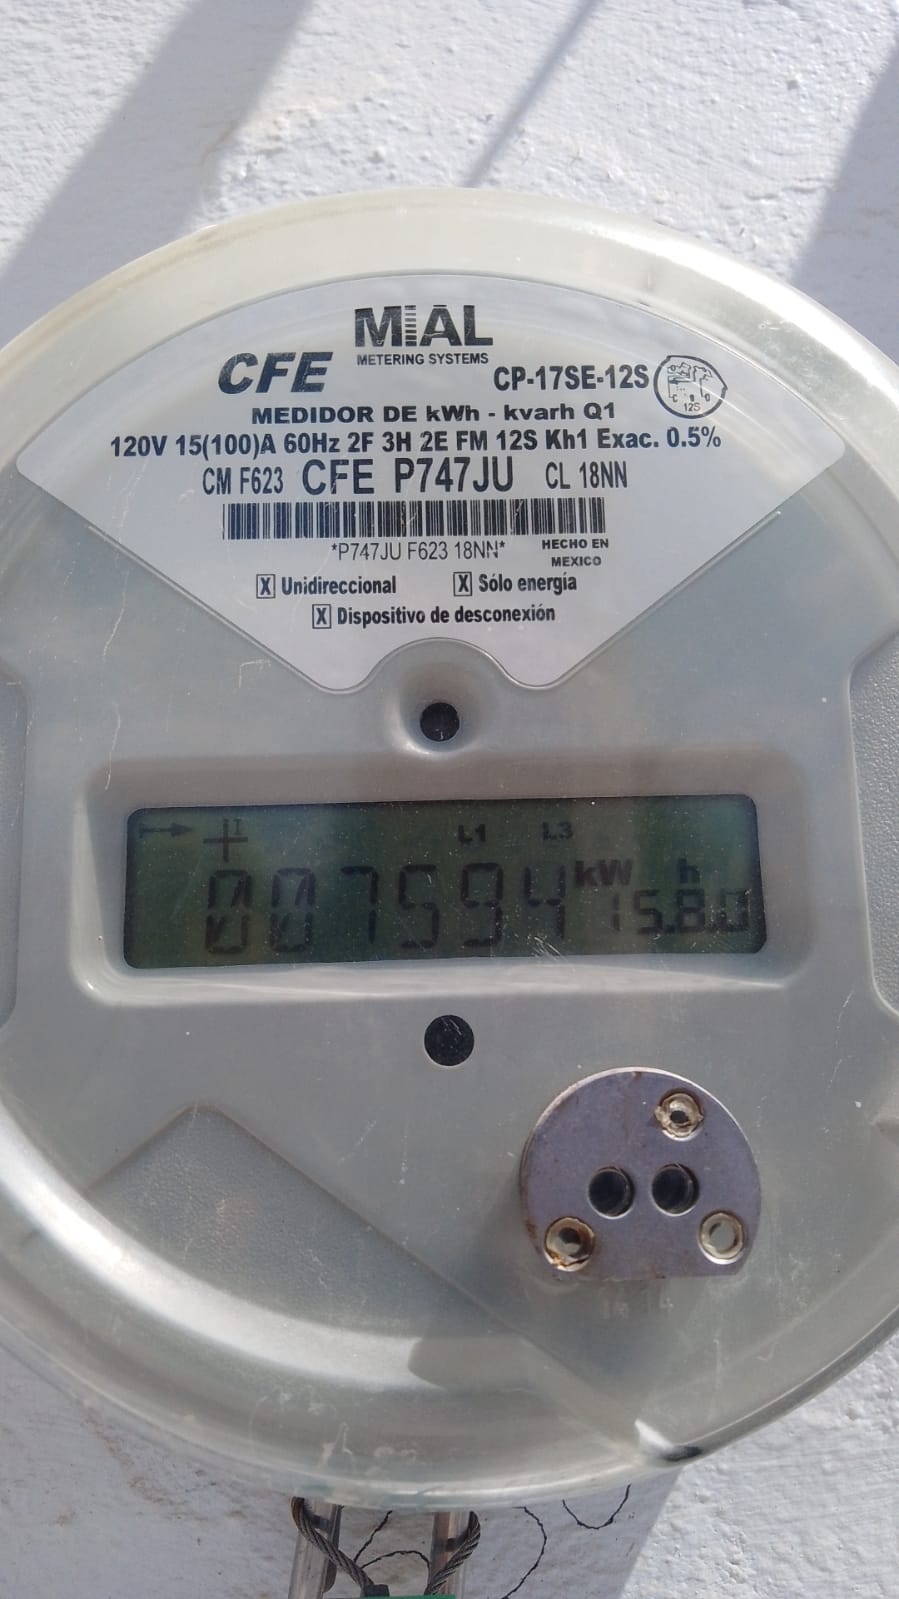 MIAL
METERING SYSTEMS
CFE
CP-17SE-12S
12S
MEDIDOR DE kWh - kvarh Q1
120V 15(100)A 60Hz 2F 3H 2E FM 12S Kh1 Exac. 0.5%
CM F623 CFE P747JU CL 18NN
*P747JU F623 18NN*
HECHO EN
MEXICO
X Unidireccional X Sólo energía
X Dispositivo de desconexión
L1 L3
007594 kW h 15.8.0